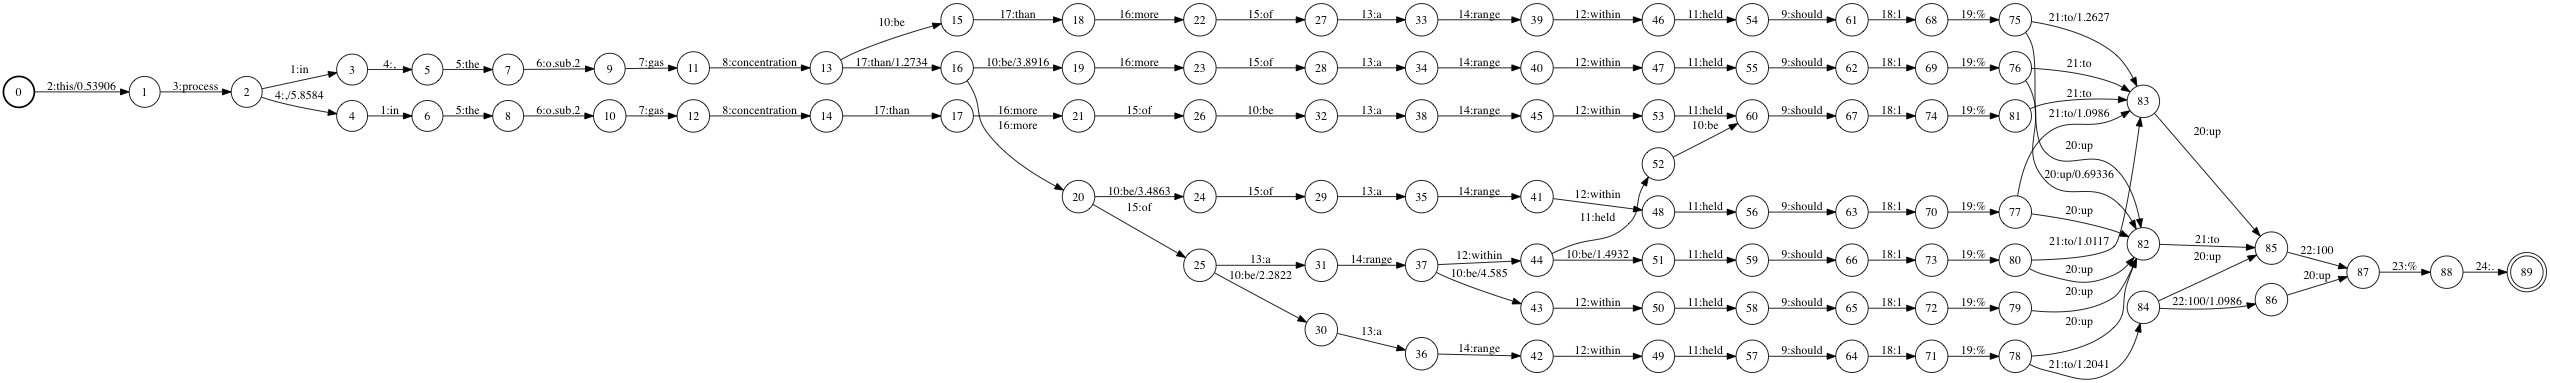 10:be 15 17:than 18 16:more 22 15:of 27 13:a 33 14:range 39 12:within 46 11:held 54 9:should 61 18:1 68 19:% 75 21:to/1.2627
1:in 3 4:, 5 5:the 7 6:o.sub.2 9 7:gas 11 8:concentration 13 17:than/1.2734 16 10:be/3.8916 19 16:more 23 15:of 28 13:a 34 14:range 40 12:within 47 11:held 55 9:should 62 18:1 69 19:% 76 21:to
0 2:this/0.53906 1 3:process 2
4:,/5.8584 4 1:in 6 5:the 8 6:o.sub.2 10 7:gas 12 8:concentration 14 17:than 17 16:more 21 15:of 26 10:be 32 13:a 38 14:range 45 12:within 53 11:held 60 9:should 67 18:1 74 19:% 81 21:to 83
16:more 10:be 21:to/1.0986 20:up
52 20:up
20:up/0.69336
20 10:be/3.4863 24 15:of 29 13:a 35 14:range 41 12:within 48 11:held 56 9:should 63 18:1 70 19:% 77 20:up
15:of 11:held
25 13:a 31 14:range 37 12:within 44 10:be/1.4932 51 11:held 59 9:should 66 18:1 73 19:% 80 21:to/1.0117 82 21:to 85 22:100
10:be/2.2822 10:be/4.585 20:up 20:up 20:up 87 23:% 88 24:. 89
43 12:within 50 11:held 58 9:should 65 18:1 72 19:% 79 20:up 84 22:100/1.0986 86
30 13:a 20:up
36 14:range 42 12:within 49 11:held 57 9:should 64 18:1 71 19:% 78 21:to/1.2041